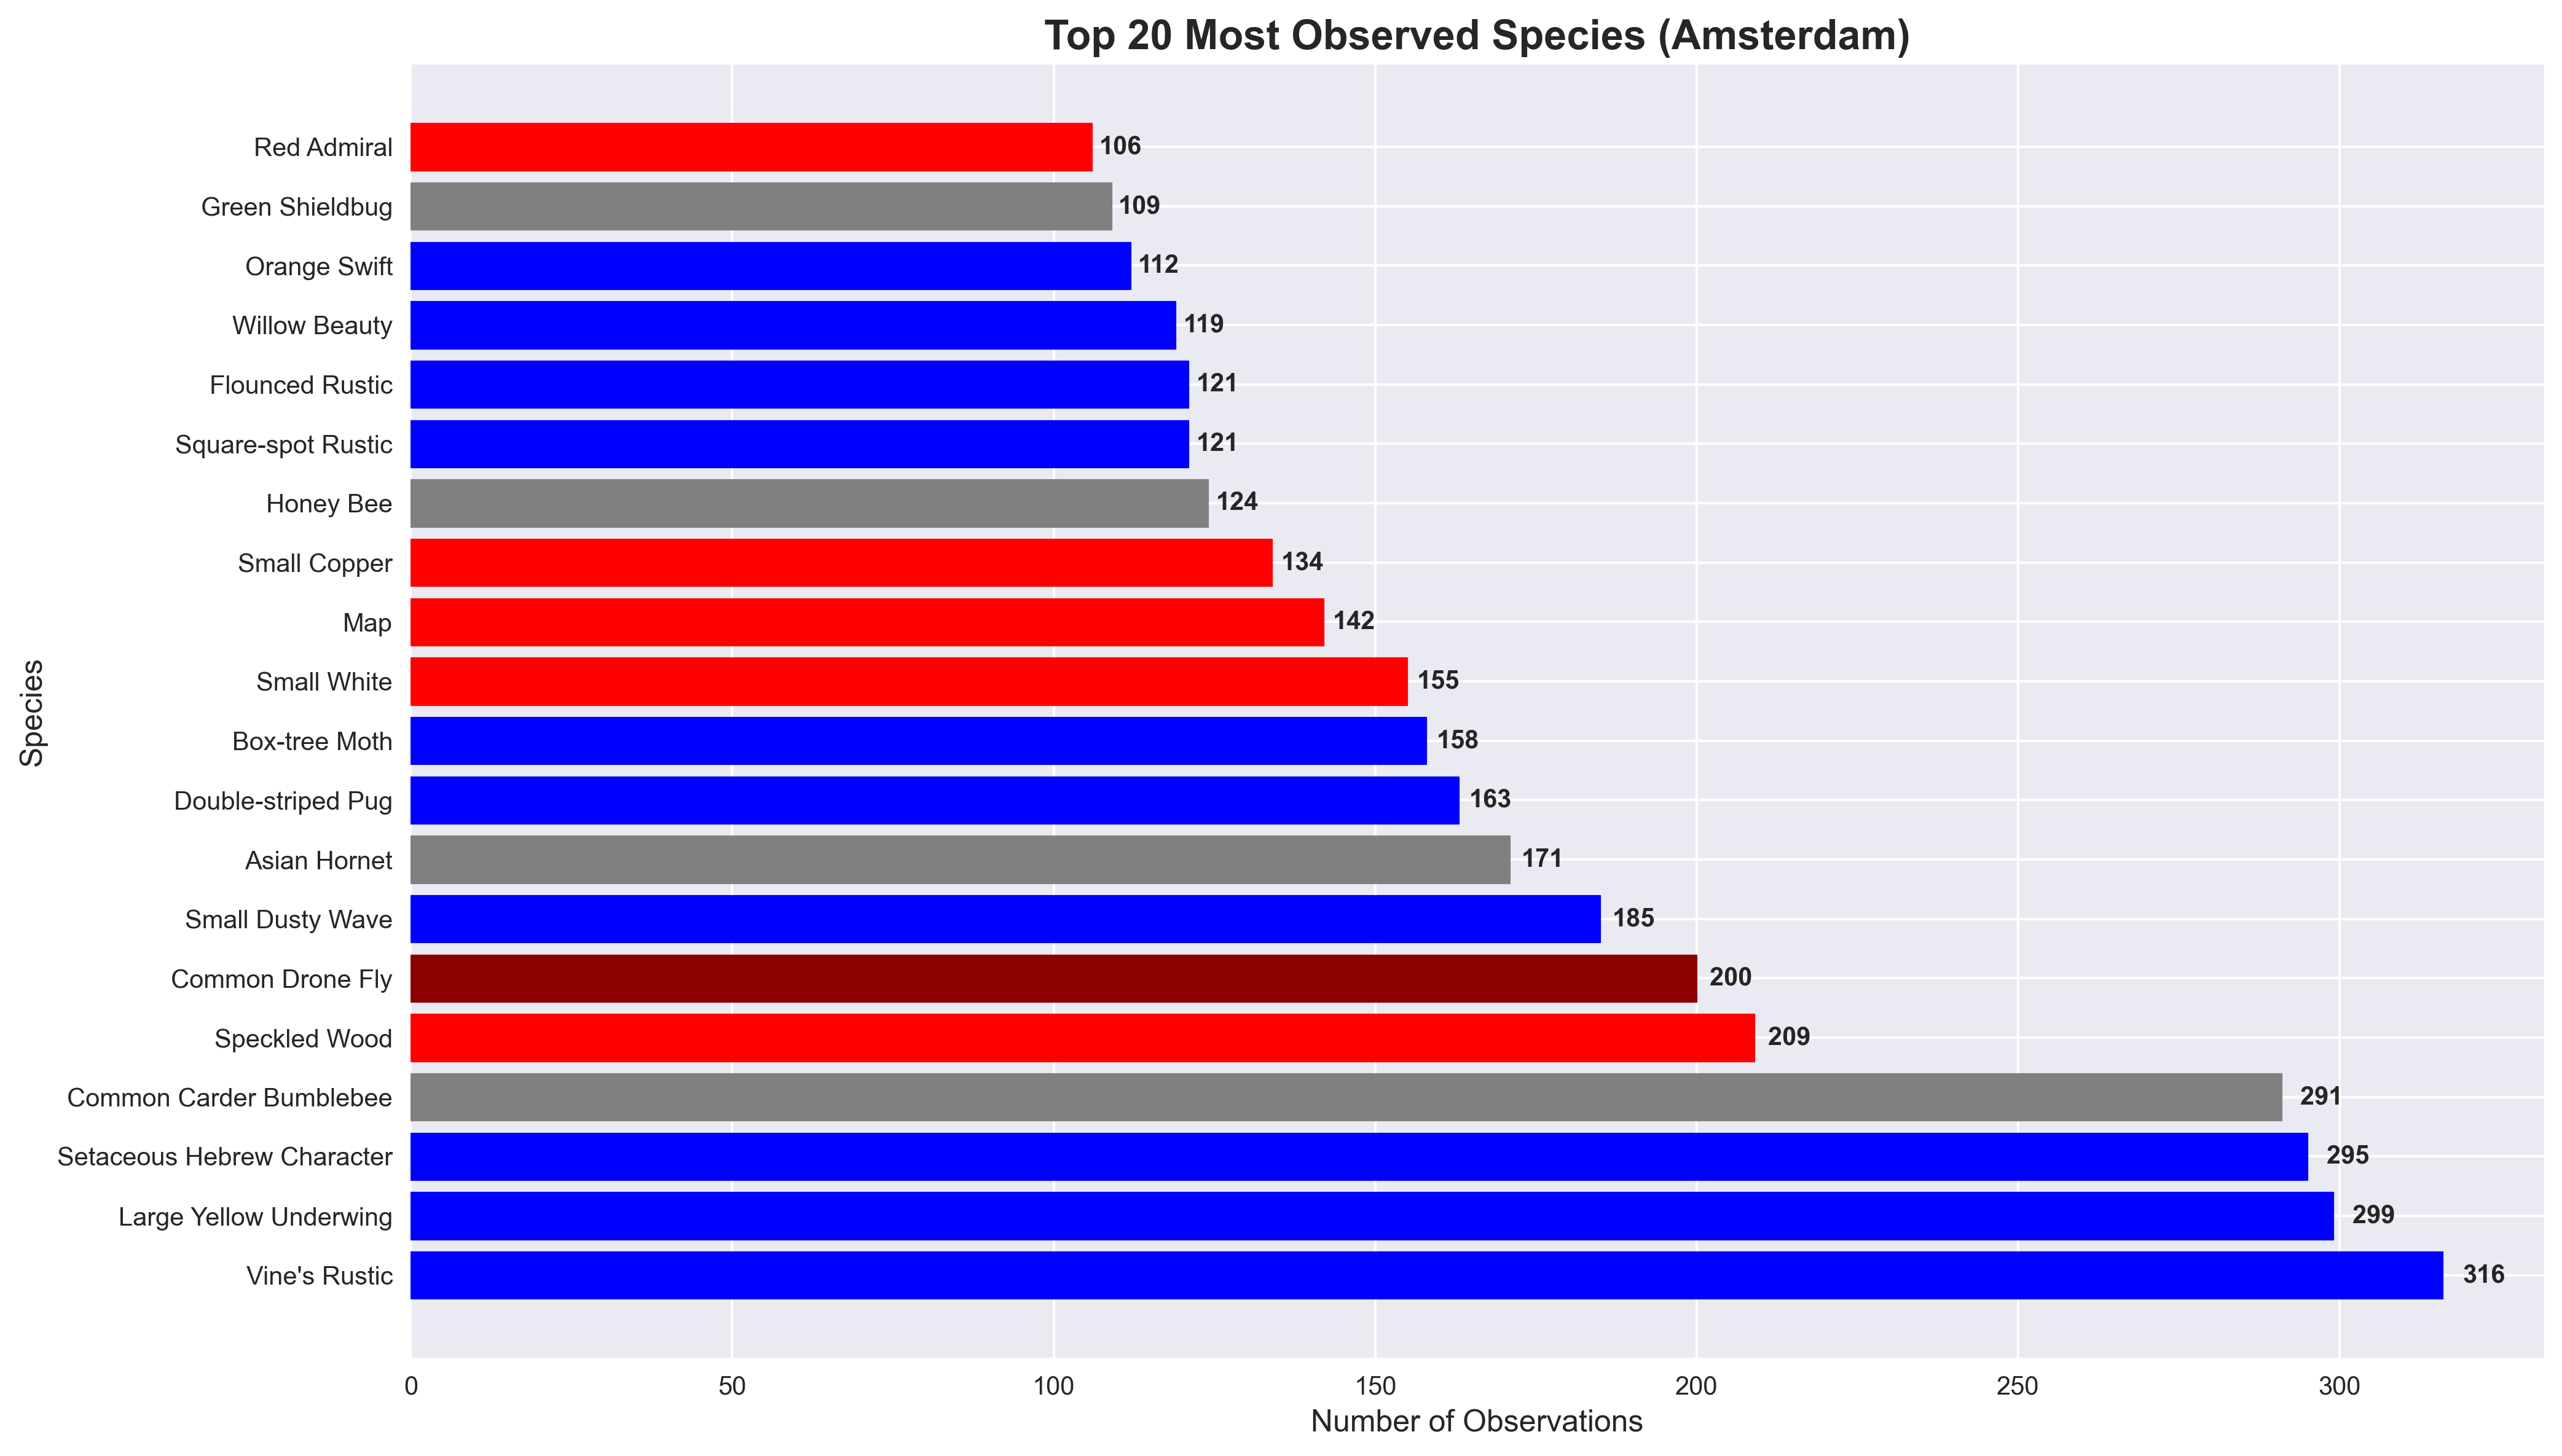 Top 20 Most Observed Species (Amsterdam)
Species
Red Admiral 106
Green Shieldbug 109
Orange Swift 112
Willow Beauty 119
Flounced Rustic 121
Square-spot Rustic 121
Honey Bee 124
Small Copper 134
Map 142
Small White 155
Box-tree Moth 158
Double-striped Pug 163
Asian Hornet 171
Small Dusty Wave 185
Common Drone Fly 200
Speckled Wood 209
Common Carder Bumblebee 291
Setaceous Hebrew Character 295
Large Yellow Underwing 299
Vine's Rustic 316
0 50 100 150 200 250 300
Number of Observations